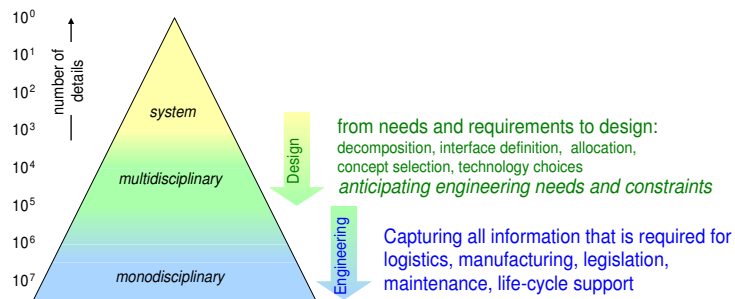 10⁰
10¹
10²
10³
10⁴
10⁵
10⁶
10⁷
number of
details
system
multidisciplinary
monodisciplinary
Design
from needs and requirements to design:
decomposition, interface definition, allocation,
concept selection, technology choices
anticipating engineering needs and constraints
Engineering
Capturing all information that is required for
logistics, manufacturing, legislation,
maintenance, life-cycle support